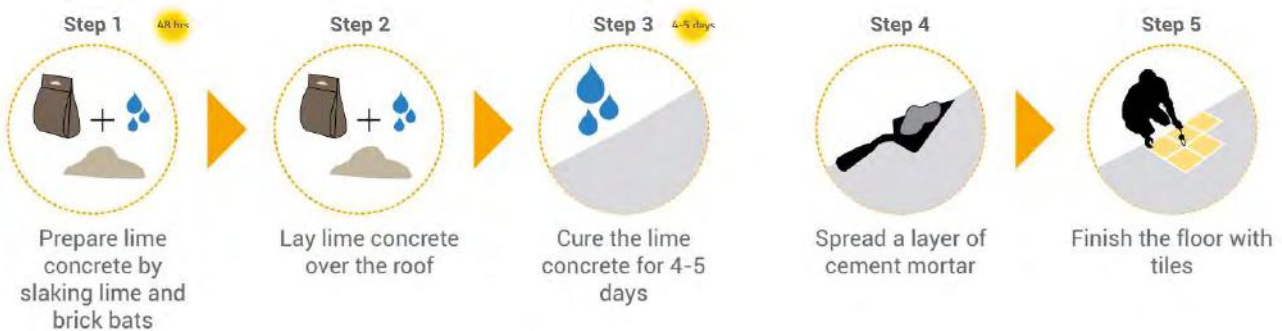 Step 1
48 hrs
Prepare lime
concrete by
slaking lime and
brick bats
Step 2
Lay lime concrete
over the roof
Step 3
4-5 days
Cure the lime
concrete for 4-5
days
Step 4
Spread a layer of
cement mortar
Step 5
Finish the floor with
tiles